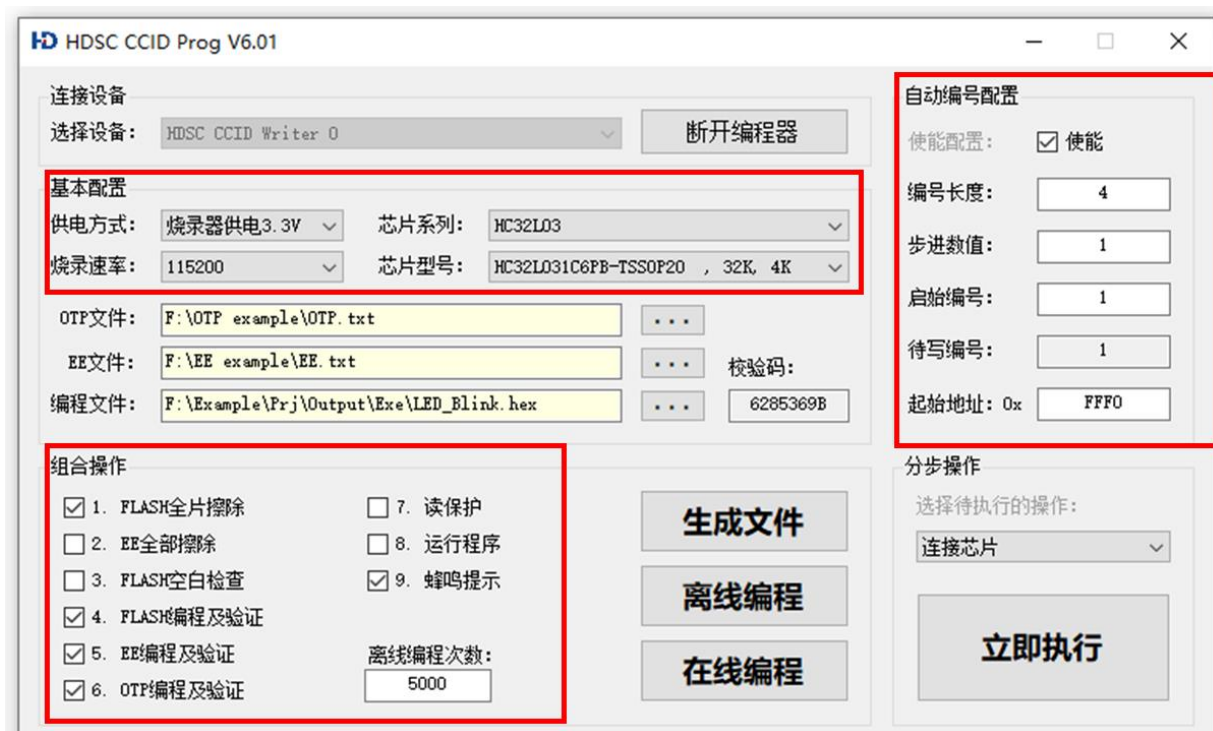 HD HDSC CCID Prog V6.01
连接设备
选择设备: HDSC CCID Writer 0 断开编程器
基本配置
供电方式: 烧录器供电3.3V 芯片系列: HC32L03
烧录速率: 115200 芯片型号: HC32L031C6PB-TSSOP20 , 32K, 4K
OTP文件: F:\OTP example\OTP.txt ...
EE文件: F:\EE example\EE.txt ... 校验码:
编程文件: F:\Example\Prj\Output\Exe\LED_Blink.hex ... 6285369B
自动编号配置
使能配置: 使能
编号长度: 4
步进数值: 1
启始编号: 1
待写编号: 1
起始地址: 0x FFF0
组合操作
1. FLASH全片擦除
2. EE全部擦除
3. FLASH空白检查
4. FLASH编程及验证
5. EE编程及验证
6. OTP编程及验证
7. 读保护
8. 运行程序
9. 蜂鸣提示
离线编程次数:
5000
生成文件
离线编程
在线编程
分步操作
选择待执行的操作:
连接芯片
立即执行